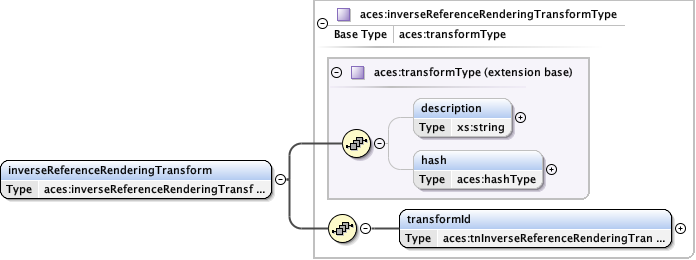 aces:inverseReferenceRenderingTransformType
Base Type aces:transformType
aces:transformType (extension base)
description
Type xs:string
hash
Type aces:hashType
inverseReferenceRenderingTransform
Type aces:inverseReferenceRenderingTransf ...
transformId
Type aces:tnInverseReferenceRenderingTran ...